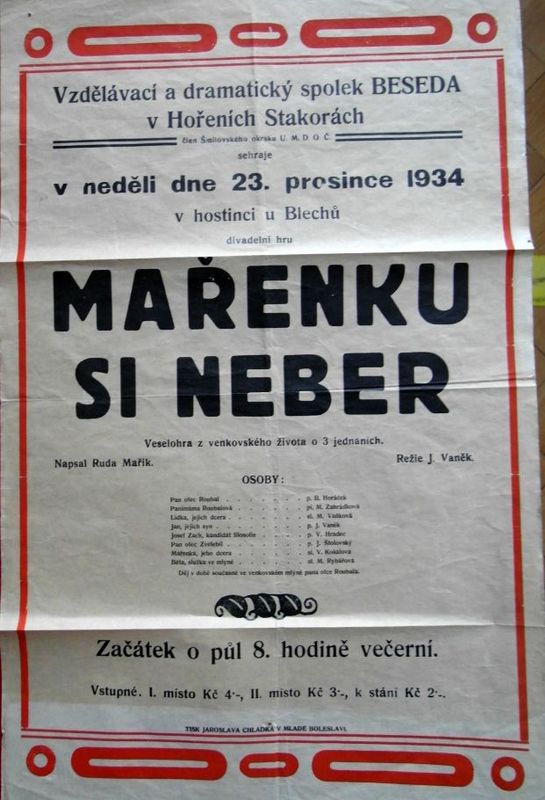 Vzdělávací a dramatický spolek BESEDA
v Hořeních Stakorách
člen Šmilovského okrsku U. M. D. O. Č.
sehraje
v neděli dne 23. prosince 1934
v hostinci u Blechů
divadelní hru
MAŘENKU
SI NEBER
Veselohra z venkovského života o 3 jednáních.
Napsal Ruda Mařík. Režie J. Vaněk.
OSOBY:
Pan otec Roubal . . . . . . . . p. B. Horáček
Panímáma Roubalová . . . . . . . pí. M. Zahrádková
Lidka, jejich dcera . . . . . . . sl. M. Vaňková
Jan, jejich syn . . . . . . . . p. J. Vaněk
Josef Zach, kandidát filosofie . . . . p. V. Hradec
Pan otec Zvelebil . . . . . . . p. J. Štolovský
Mařenka, jeho dcera . . . . . . sl. V. Kokálová
Běta, služka ve mlýně . . . . . . sl. M. Rybářová
Děj v době současné ve venkovském mlýně pana otce Roubala.
Začátek o půl 8. hodině večerní.
Vstupné. I. místo Kč 4·-, II. místo Kč 3·-, k stání Kč 2·-.
TISK JAROSLAVA CHLÁDKA V MLADÉ BOLESLAVI.